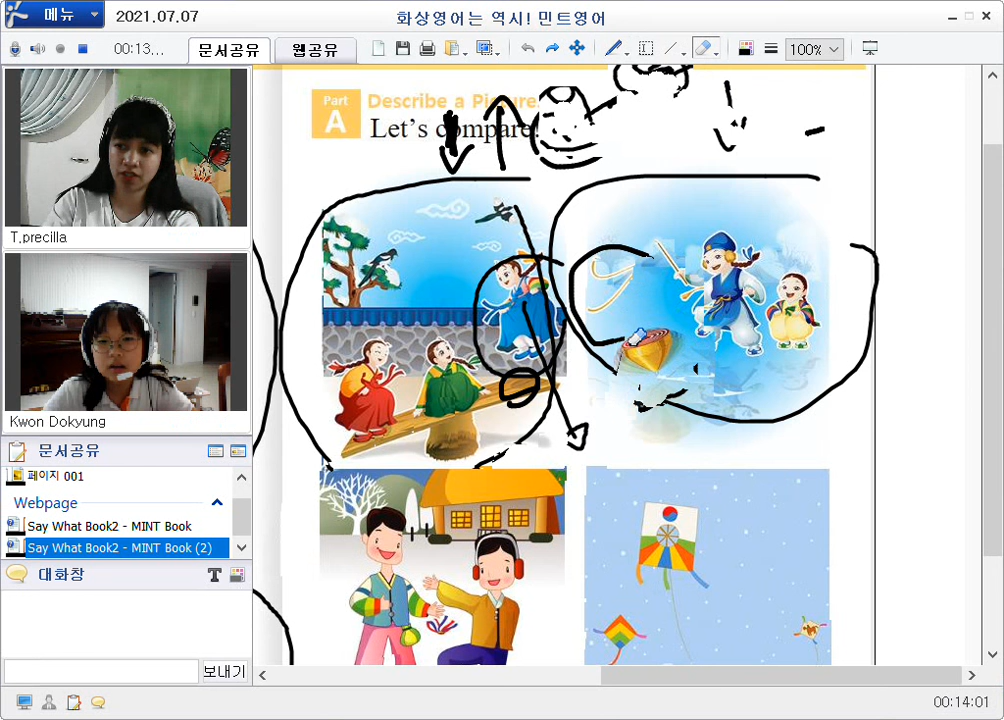 메뉴
2021.07.07
화상영어는 역시! 민트영어
00:13...
문서공유
웹공유
100%
T.precilla
Kwon Dokyung
문서공유
페이지 001
Webpage
Say What Book2 - MINT Book
Say What Book2 - MINT Book (2)
대화창
T
보내기
Part
A
Describe a Picture.
Let's compare!
00:14:01